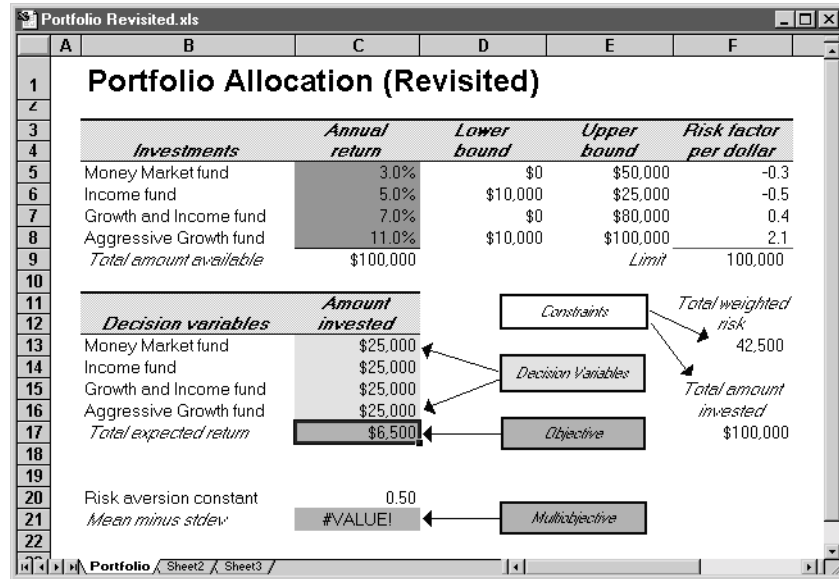 Portfolio Revisited.xls
A B C D E F
1 Portfolio Allocation (Revisited)
2
3 Annual Lower Upper Risk factor
4 Investments return bound bound per dollar
5 Money Market fund 3.0% $0 $50,000 -0.3
6 Income fund 5.0% $10,000 $25,000 -0.5
7 Growth and Income fund 7.0% $0 $80,000 0.4
8 Aggressive Growth fund 11.0% $10,000 $100,000 2.1
9 Total amount available $100,000 Limit 100,000
10
11 Amount Constraints Total weighted
12 Decision variables invested risk
13 Money Market fund $25,000 42,500
14 Income fund $25,000 Decision Variables
15 Growth and Income fund $25,000 Total amount
16 Aggressive Growth fund $25,000 invested
17 Total expected return $6,500 Objective $100,000
18
19
20 Risk aversion constant 0.50
21 Mean minus stdev #VALUE! Multiobjective
22
Portfolio Sheet2 Sheet3